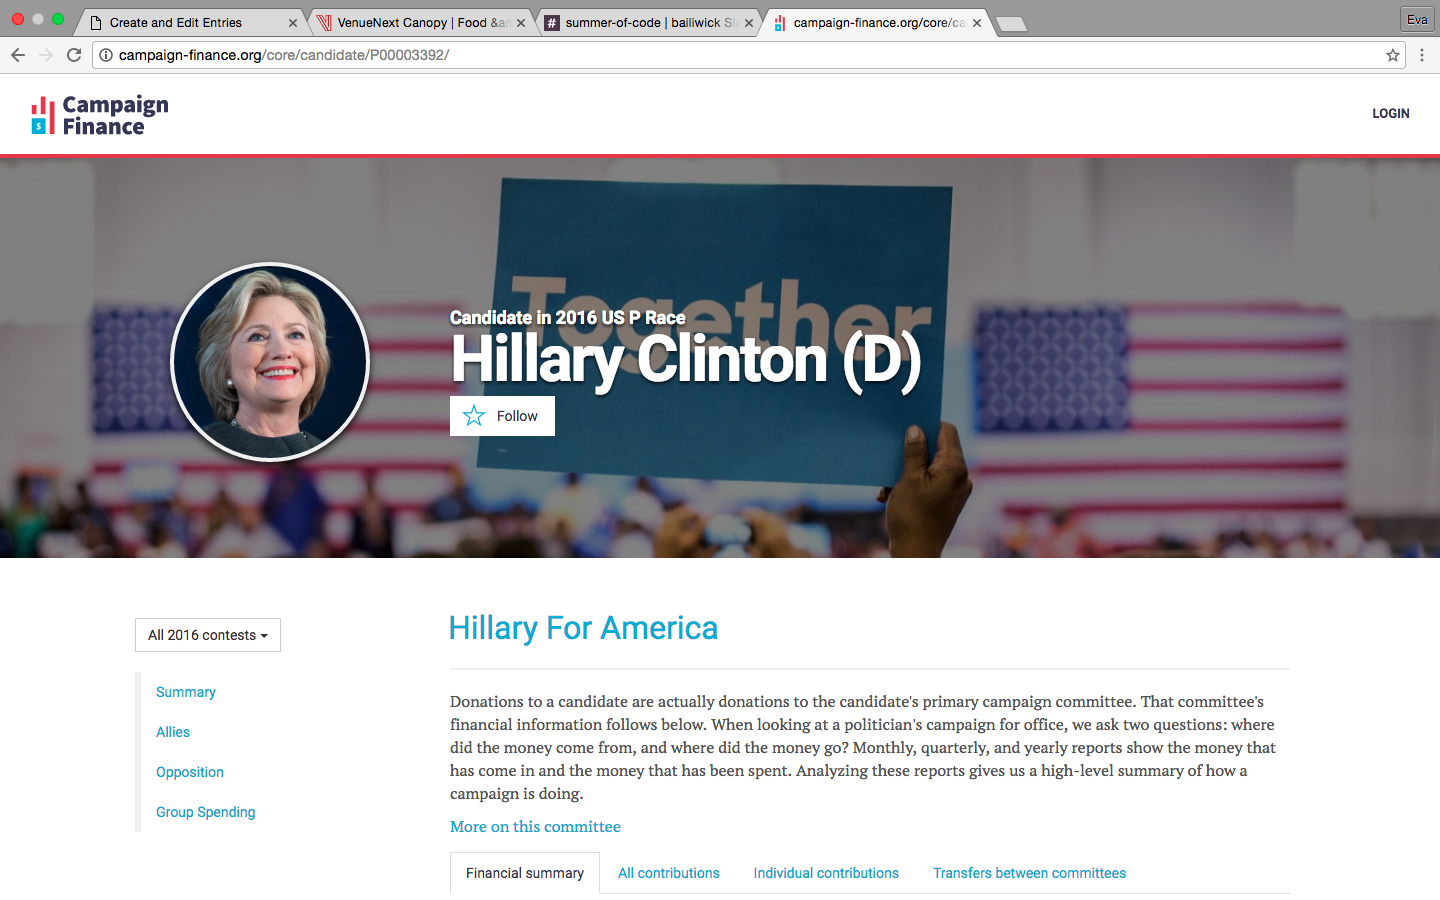 Create and Edit Entries
VenueNext Canopy | Food &an
summer-of-code | bailiwick Sla
campaign-finance.org/core/ca
Eva
campaign-finance.org/core/candidate/P00003392/
Campaign
Finance
$
LOGIN
Together
Candidate in 2016 US P Race
Hillary Clinton (D)
Follow
All 2016 contests
Summary
Allies
Opposition
Group Spending
Hillary For America
Donations to a candidate are actually donations to the candidate's primary campaign committee. That committee's
financial information follows below. When looking at a politician's campaign for office, we ask two questions: where
did the money come from, and where did the money go? Monthly, quarterly, and yearly reports show the money that
has come in and the money that has been spent. Analyzing these reports gives us a high-level summary of how a
campaign is doing.
More on this committee
Financial summary
All contributions
Individual contributions
Transfers between committees